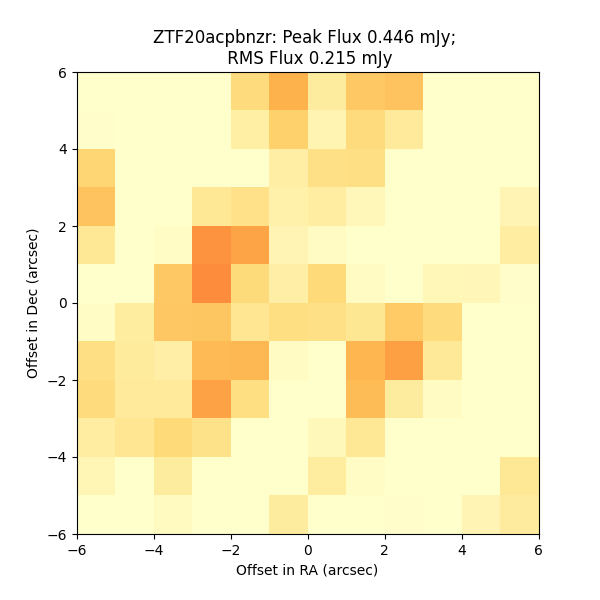 ZTF20acpbnzr: Peak Flux 0.446 mJy;
RMS Flux 0.215 mJy
6
4
2
0
−2
−4
−6
Offset in Dec (arcsec)
−6 −4 −2 0 2 4 6
Offset in RA (arcsec)